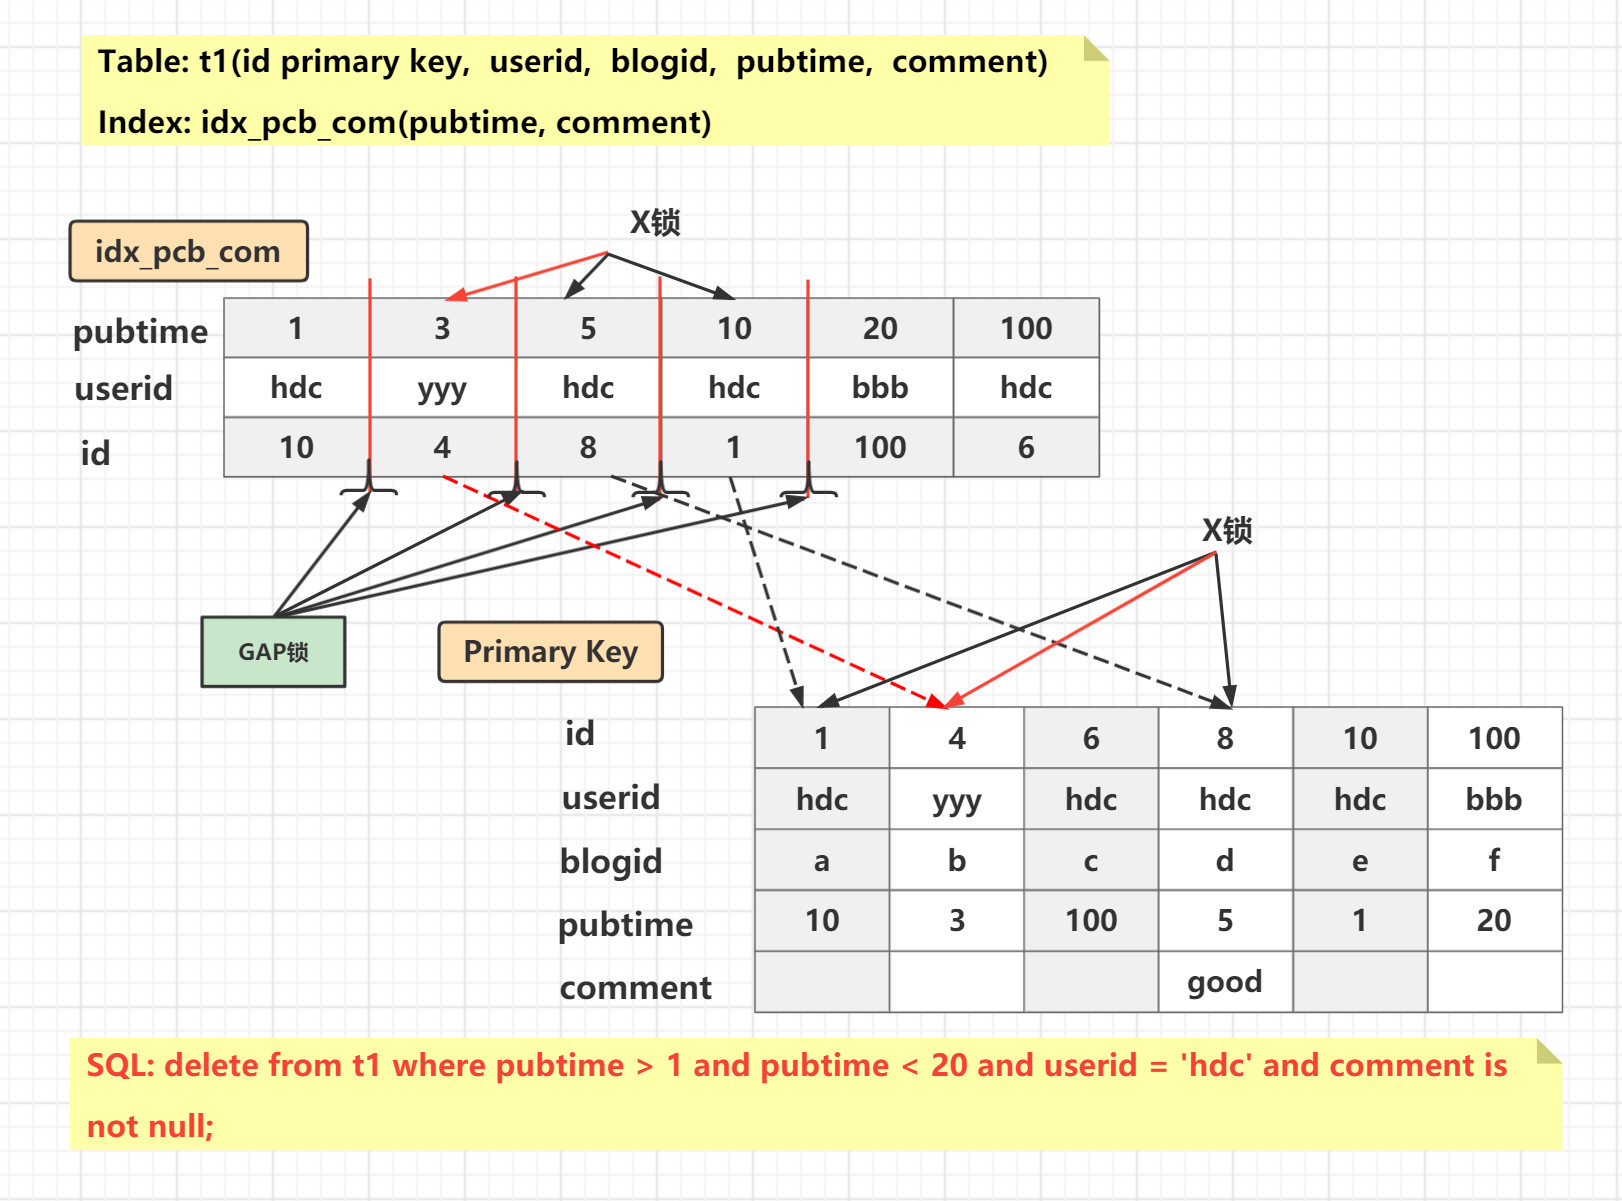 Table: t1(id primary key, userid, blogid, pubtime, comment)
Index: idx_pcb_com(pubtime, comment)
X锁
idx_pcb_com
pubtime 1 3 5 10 20 100
userid hdc yyy hdc hdc bbb hdc
id 10 4 8 1 100 6
X锁
GAP锁
Primary Key
id 1 4 6 8 10 100
userid hdc yyy hdc hdc hdc bbb
blogid a b c d e f
pubtime 10 3 100 5 1 20
comment good
SQL: delete from t1 where pubtime > 1 and pubtime < 20 and userid = 'hdc' and comment is
not null;